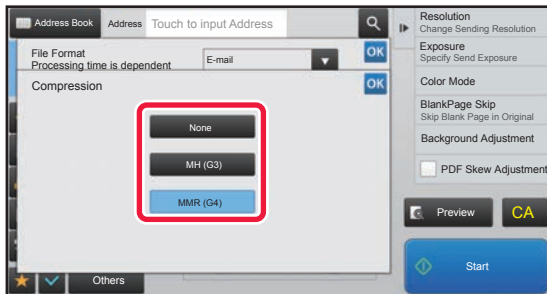 Address Book
Address
Touch to input Address
File Format
Processing time is dependent
E-mail
OK
Compression
OK
None
MH (G3)
MMR (G4)
Others
Resolution
Change Sending Resolution
Exposure
Specify Send Exposure
Color Mode
BlankPage Skip
Skip Blank Page in Original
Background Adjustment
PDF Skew Adjustment
Preview
CA
Start